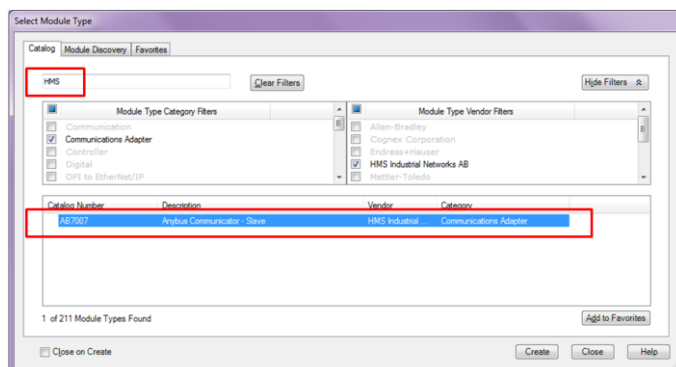 Select Module Type
Catalog Module Discovery Favorites
HMS Clear Filters Hide Filters
Module Type Category Filters Module Type Vendor Filters
Communication Allen-Bradley
Communications Adapter Cognex Corporation
Controller Endress+Hauser
Digital HMS Industrial Networks AB
DPI to EtherNet/IP Mettler-Toledo
Catalog Number Description Vendor Category
AB7007 Anybus Communicator - Slave HMS Industrial ... Communications Adapter
1 of 211 Module Types Found Add to Favorites
Close on Create Create Close Help